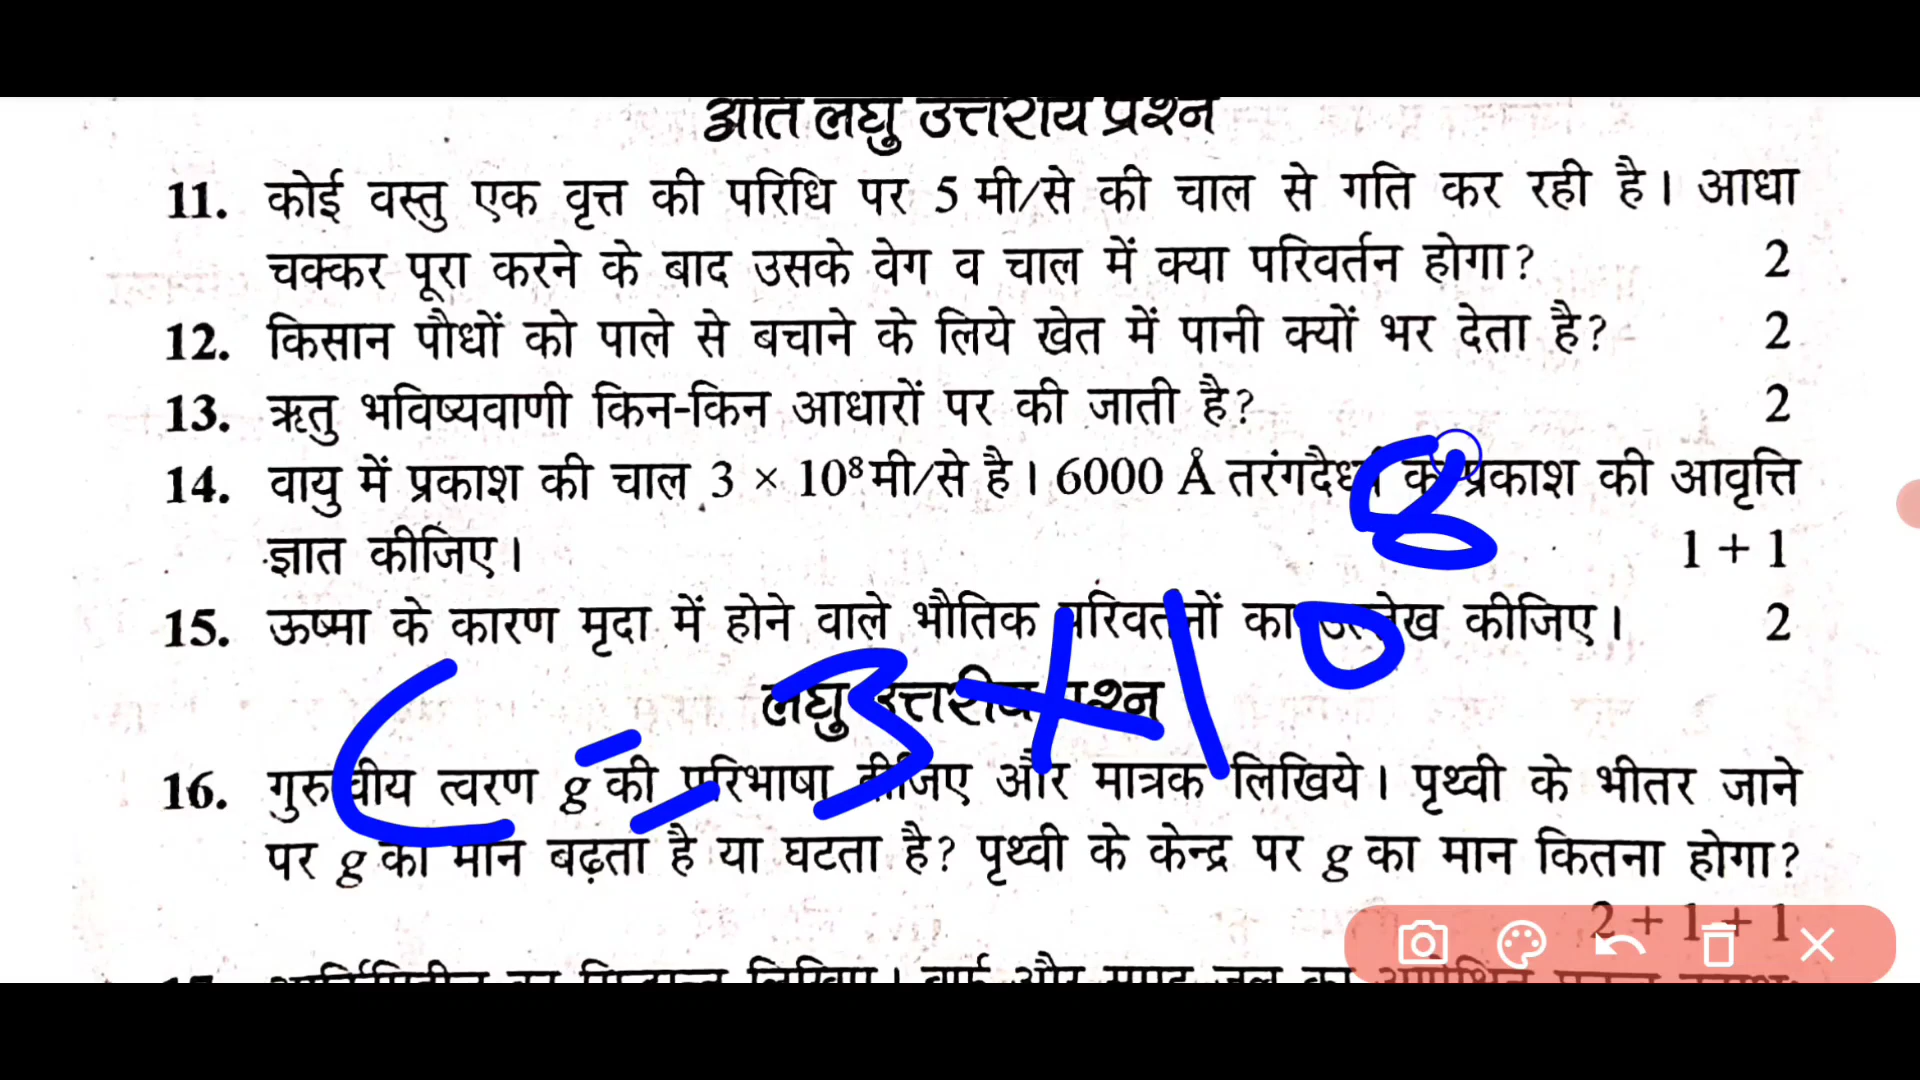 अति लघु उत्तरीय प्रश्न
11. कोई वस्तु एक वृत्त की परिधि पर 5 मी/से की चाल से गति कर रही है। आधा
चक्कर पूरा करने के बाद उसके वेग व चाल में क्या परिवर्तन होगा? 2
12. किसान पौधों को पाले से बचाने के लिये खेत में पानी क्यों भर देता है? 2
13. ऋतु भविष्यवाणी किन-किन आधारों पर की जाती है? 2
14. वायु में प्रकाश की चाल 3 × 10⁸ मी/से है। 6000 Å तरंगदैर्ध्य के प्रकाश की आवृत्ति
ज्ञात कीजिए। 1 + 1
15. ऊष्मा के कारण मृदा में होने वाले भौतिक परिवर्तनों का उल्लेख कीजिए। 2
C = 3 × 10⁸
लघु उत्तरीय प्रश्न
16. गुरुत्वीय त्वरण g की परिभाषा दीजिए और मात्रक लिखिये। पृथ्वी के भीतर जाने
पर g का मान बढ़ता है या घटता है? पृथ्वी के केन्द्र पर g का मान कितना होगा?
2 + 1 + 1